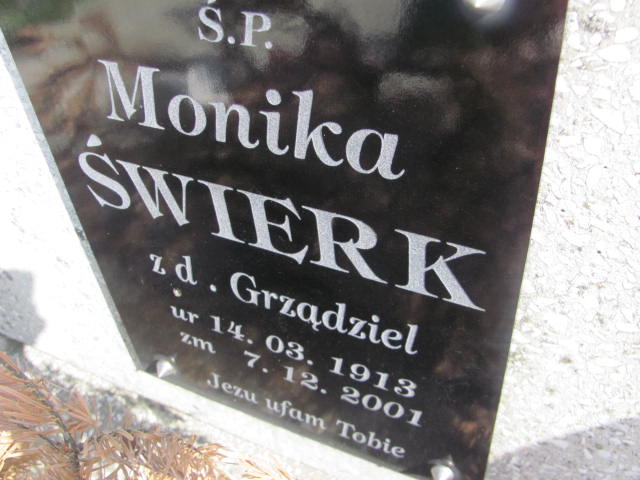 Ś.P.
Monika
ŚWIERK
z d . Grządziel
ur 14. 03. 1913
zm 7. 12. 2001
Jezu ufam Tobie